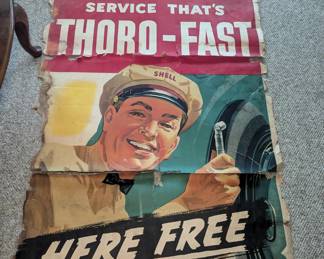 SERVICE THAT'S
THORO-FAST
SHELL
HERE FREE